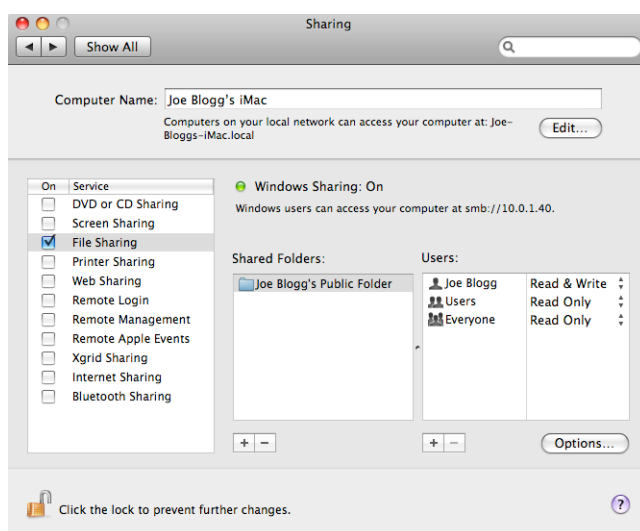 Sharing
Show All
Computer Name: Joe Blogg's iMac
Computers on your local network can access your computer at: Joe-
Bloggs-iMac.local
Edit...
On Service
DVD or CD Sharing
Screen Sharing
File Sharing
Printer Sharing
Web Sharing
Remote Login
Remote Management
Remote Apple Events
Xgrid Sharing
Internet Sharing
Bluetooth Sharing
Windows Sharing: On
Windows users can access your computer at smb://10.0.1.40.
Shared Folders:
Joe Blogg's Public Folder
Users:
Joe Blogg Read & Write
Users Read Only
Everyone Read Only
+ −
+ −
Options...
Click the lock to prevent further changes.
?